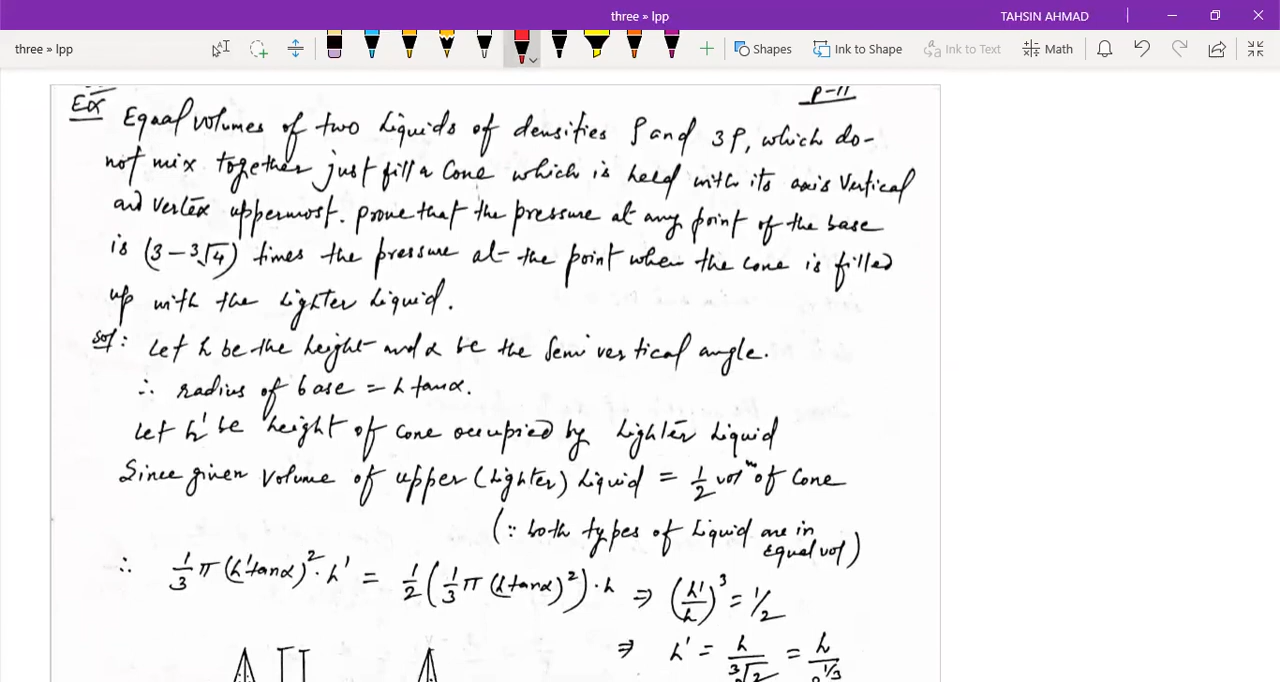 three » lpp
TAHSIN AHMAD
three » lpp
Shapes
Ink to Shape
Ink to Text
Math
Ex
P-11
Equal volumes of two liquids of densities ρ and 3ρ, which do-
not mix together just fill a cone which is held with its axis vertical
and vertex uppermost. prove that the pressure at any point of the base
is (3 - ³√4) times the pressure at the point when the cone is filled
up with the lighter liquid.
Sol: Let h be the height and α be the semi vertical angle.
∴ radius of base = h tanα.
Let h' be height of cone occupied by lighter liquid
Since given volume of upper (lighter) liquid = 1/2 volᵐ of cone
(∵ both types of liquid are in
equal vol)
∴ 1/3 π (h'tanα)² · h' = 1/2 (1/3 π (h tanα)²) · h ⇒ (h'/h)³ = 1/2
⇒ h' = h/³√2 = h/2^1/3